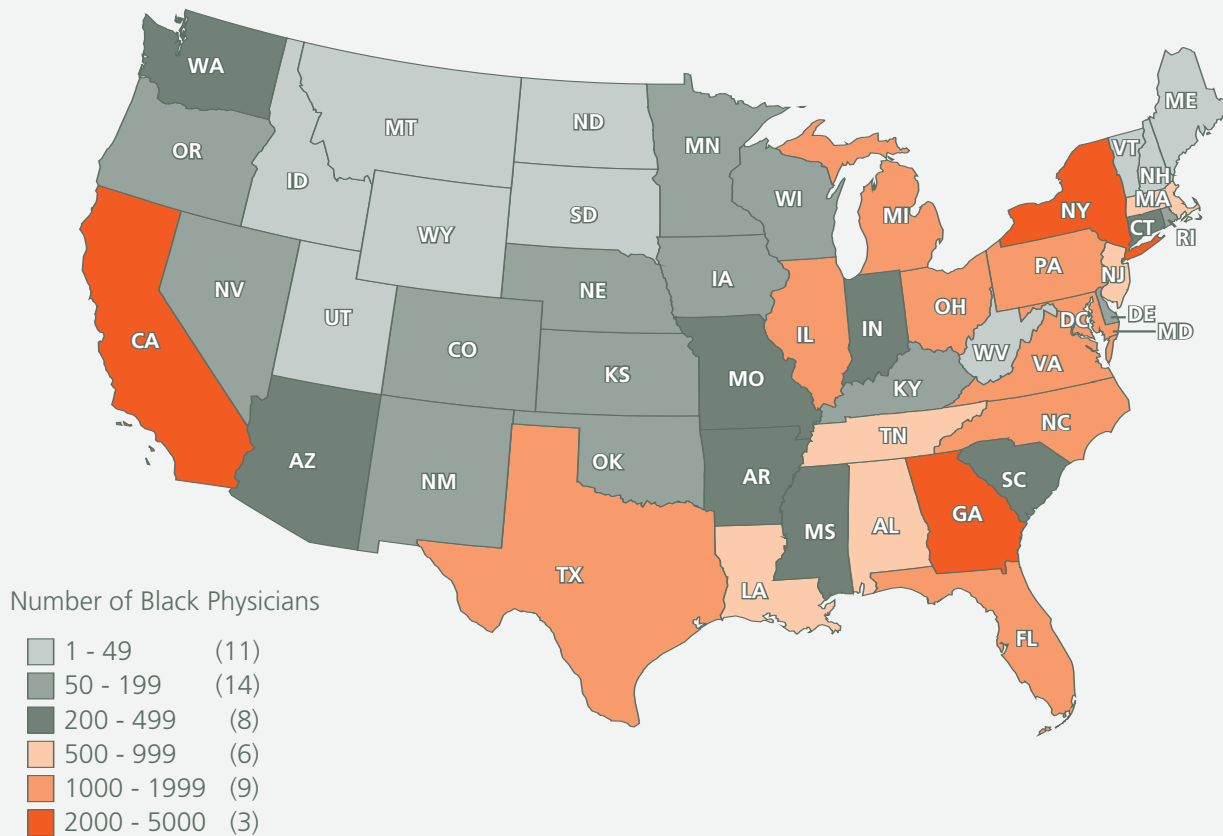 WA
MT
ND
MN
ME
OR
ID
SD
WI
VT
NH
MI
NY
MA
WY
CT
RI
NV
NE
IA
PA
NJ
UT
CO
IL
IN
OH
DC
DE
MD
CA
KS
MO
WV
VA
KY
NC
AZ
NM
OK
TN
AR
SC
MS
AL
GA
TX
LA
FL
Number of Black Physicians
1 - 49 (11)
50 - 199 (14)
200 - 499 (8)
500 - 999 (6)
1000 - 1999 (9)
2000 - 5000 (3)